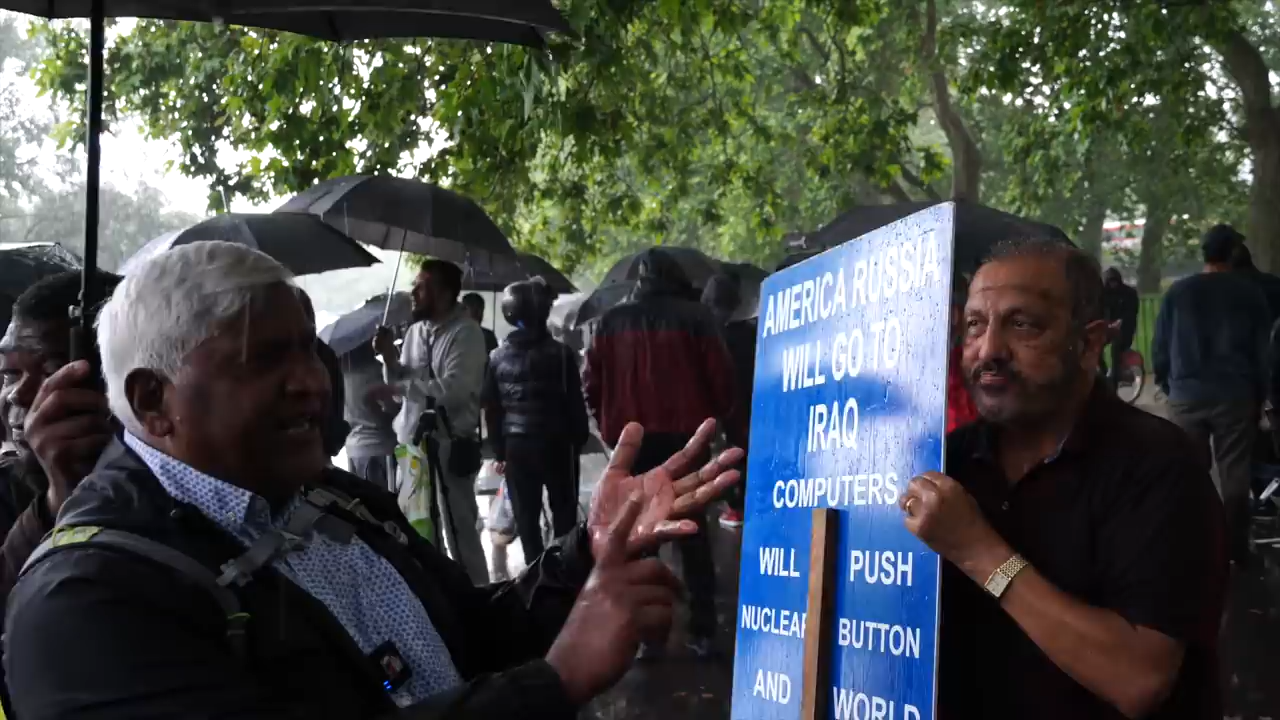 AMERICA RUSSIA
WILL GO TO
IRAQ
COMPUTERS
WILL PUSH
NUCLEAR BUTTON
AND WORLD